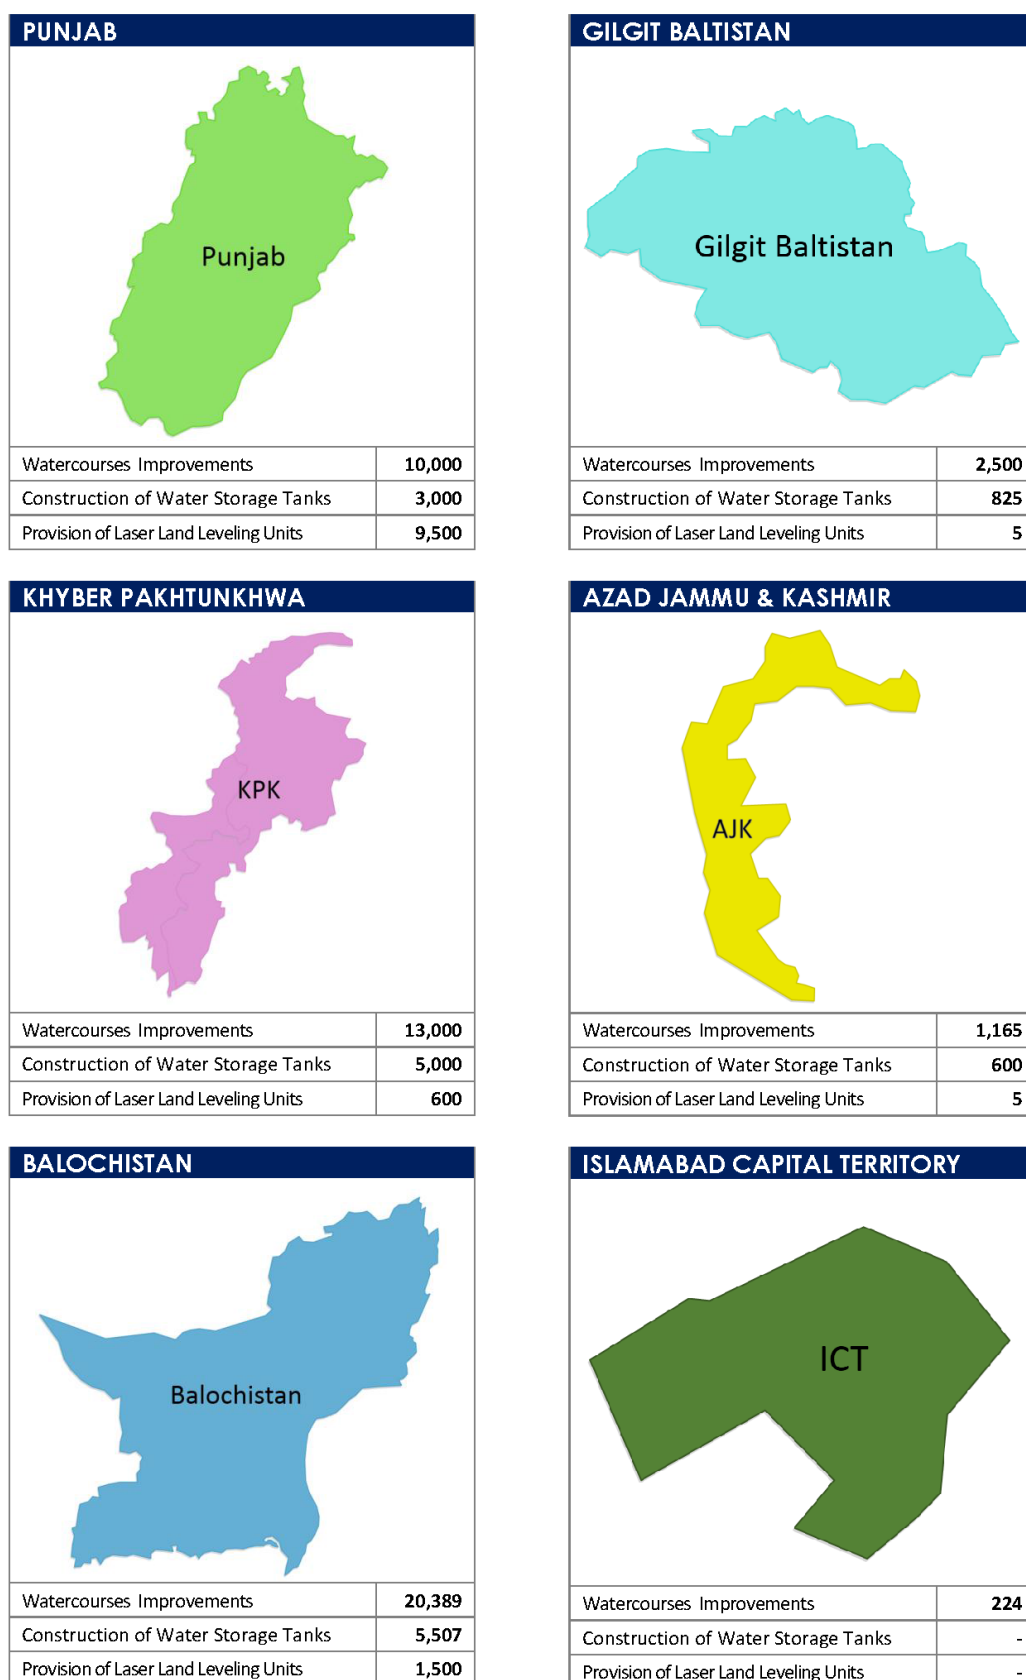 PUNJAB
Punjab
Watercourses Improvements 10,000
Construction of Water Storage Tanks 3,000
Provision of Laser Land Leveling Units 9,500
GILGIT BALTISTAN
Gilgit Baltistan
Watercourses Improvements 2,500
Construction of Water Storage Tanks 825
Provision of Laser Land Leveling Units 5
KHYBER PAKHTUNKHWA
KPK
Watercourses Improvements 13,000
Construction of Water Storage Tanks 5,000
Provision of Laser Land Leveling Units 600
AZAD JAMMU & KASHMIR
AJK
Watercourses Improvements 1,165
Construction of Water Storage Tanks 600
Provision of Laser Land Leveling Units 5
BALOCHISTAN
Balochistan
Watercourses Improvements 20,389
Construction of Water Storage Tanks 5,507
Provision of Laser Land Leveling Units 1,500
ISLAMABAD CAPITAL TERRITORY
ICT
Watercourses Improvements 224
Construction of Water Storage Tanks -
Provision of Laser Land Leveling Units -